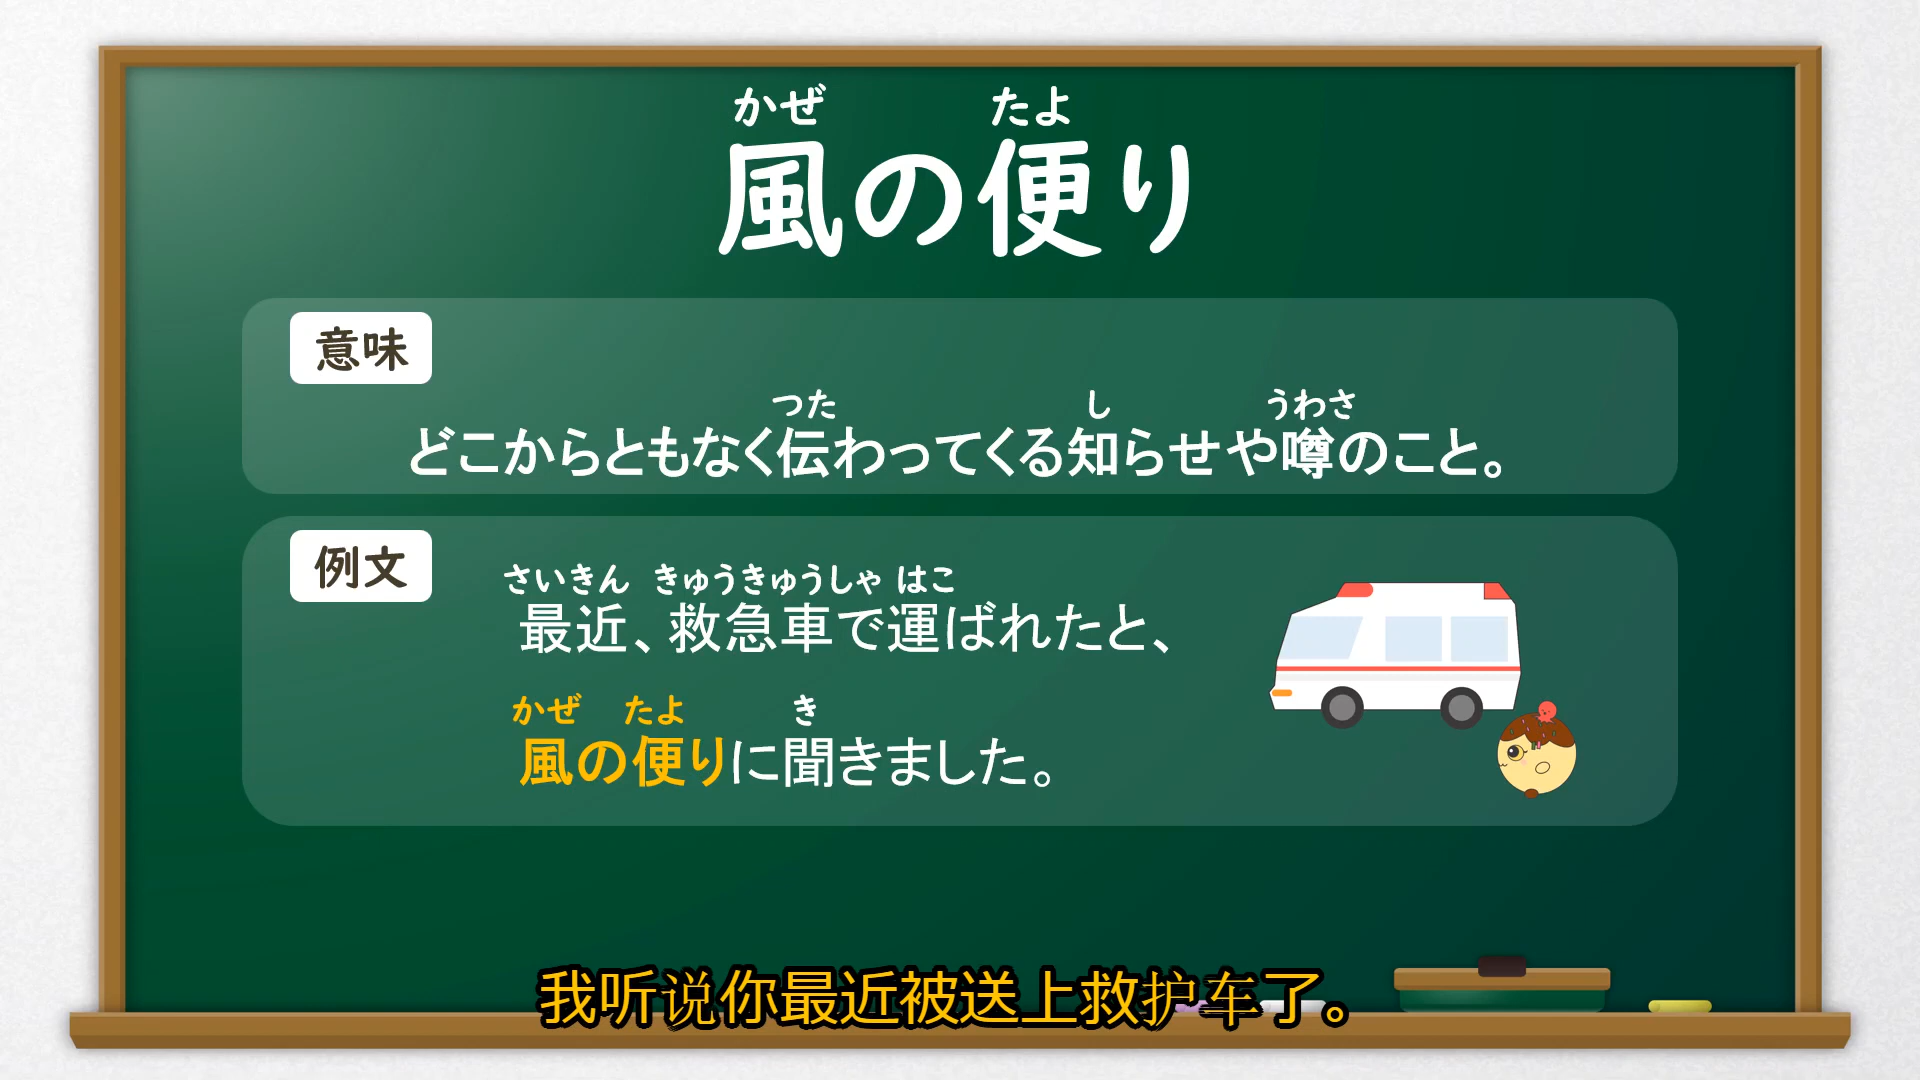 かぜ たよ
風の便り
意味
つた し うわさ
どこからともなく伝わってくる知らせや噂のこと。
例文
さいきん きゅうきゅうしゃ はこ
最近、救急車で運ばれたと、
かぜ たよ き
風の便りに聞きました。
我听说你最近被送上救护车了。